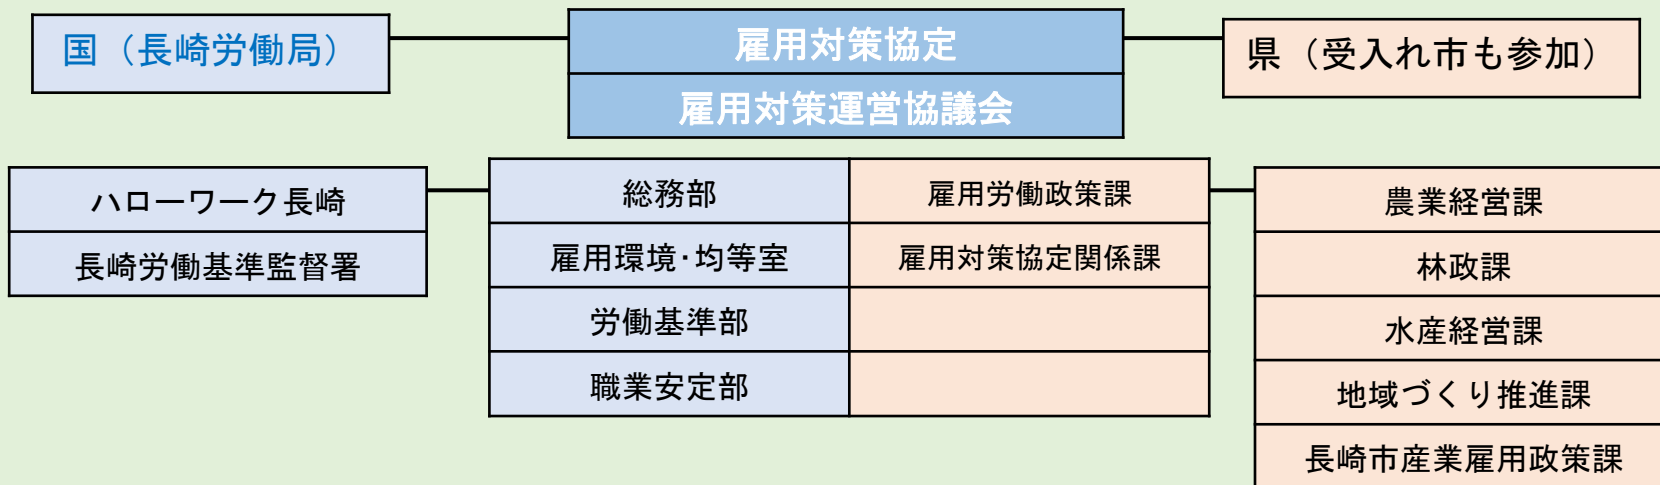 国（長崎労働局）
雇用対策協定
県（受入れ市も参加）
雇用対策運営協議会
ハローワーク長崎
長崎労働基準監督署
総務部
雇用労働政策課
雇用環境・均等室
雇用対策協定関係課
労働基準部
職業安定部
農業経営課
林政課
水産経営課
地域づくり推進課
長崎市産業雇用政策課